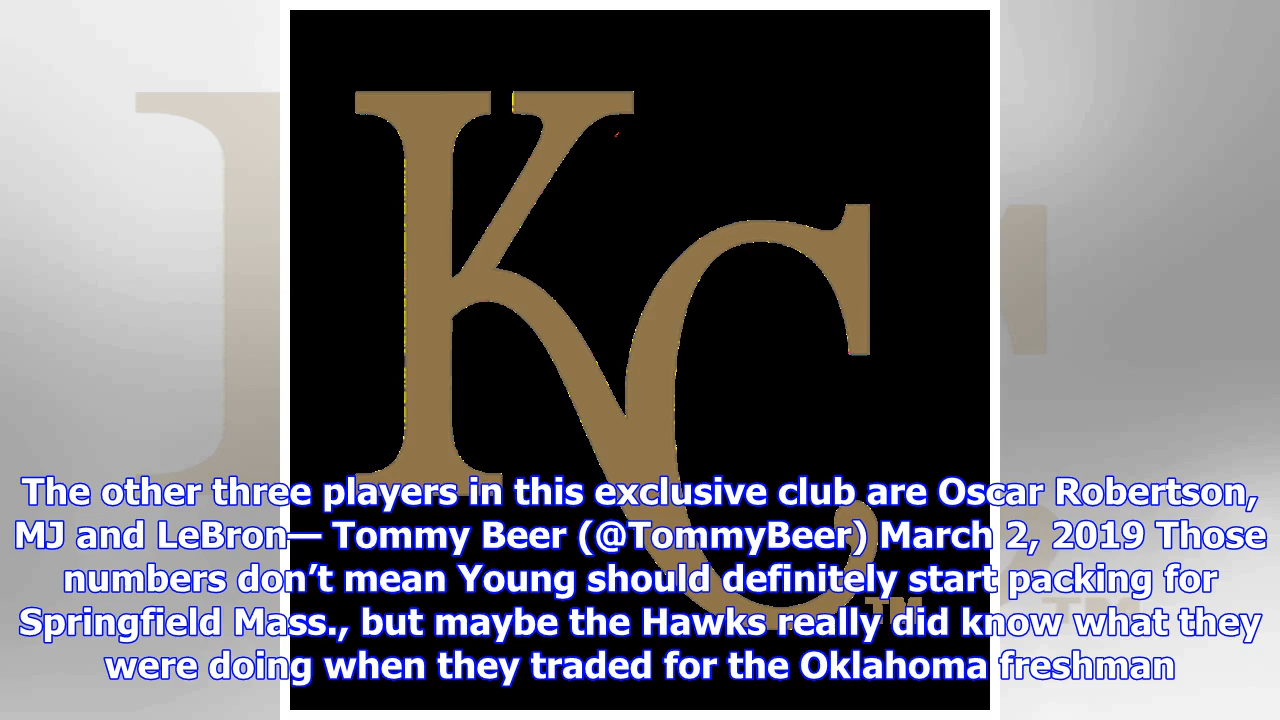 KC
TM
The other three players in this exclusive club are Oscar Robertson,
MJ and LeBron— Tommy Beer (@TommyBeer) March 2, 2019 Those
numbers don’t mean Young should definitely start packing for
Springfield Mass., but maybe the Hawks really did know what they
were doing when they traded for the Oklahoma freshman